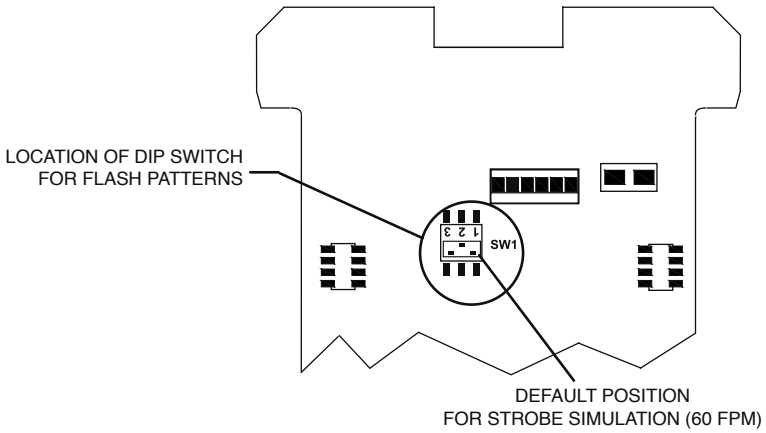 LOCATION OF DIP SWITCH
FOR FLASH PATTERNS
3 2 1
SW1
DEFAULT POSITION
FOR STROBE SIMULATION (60 FPM)